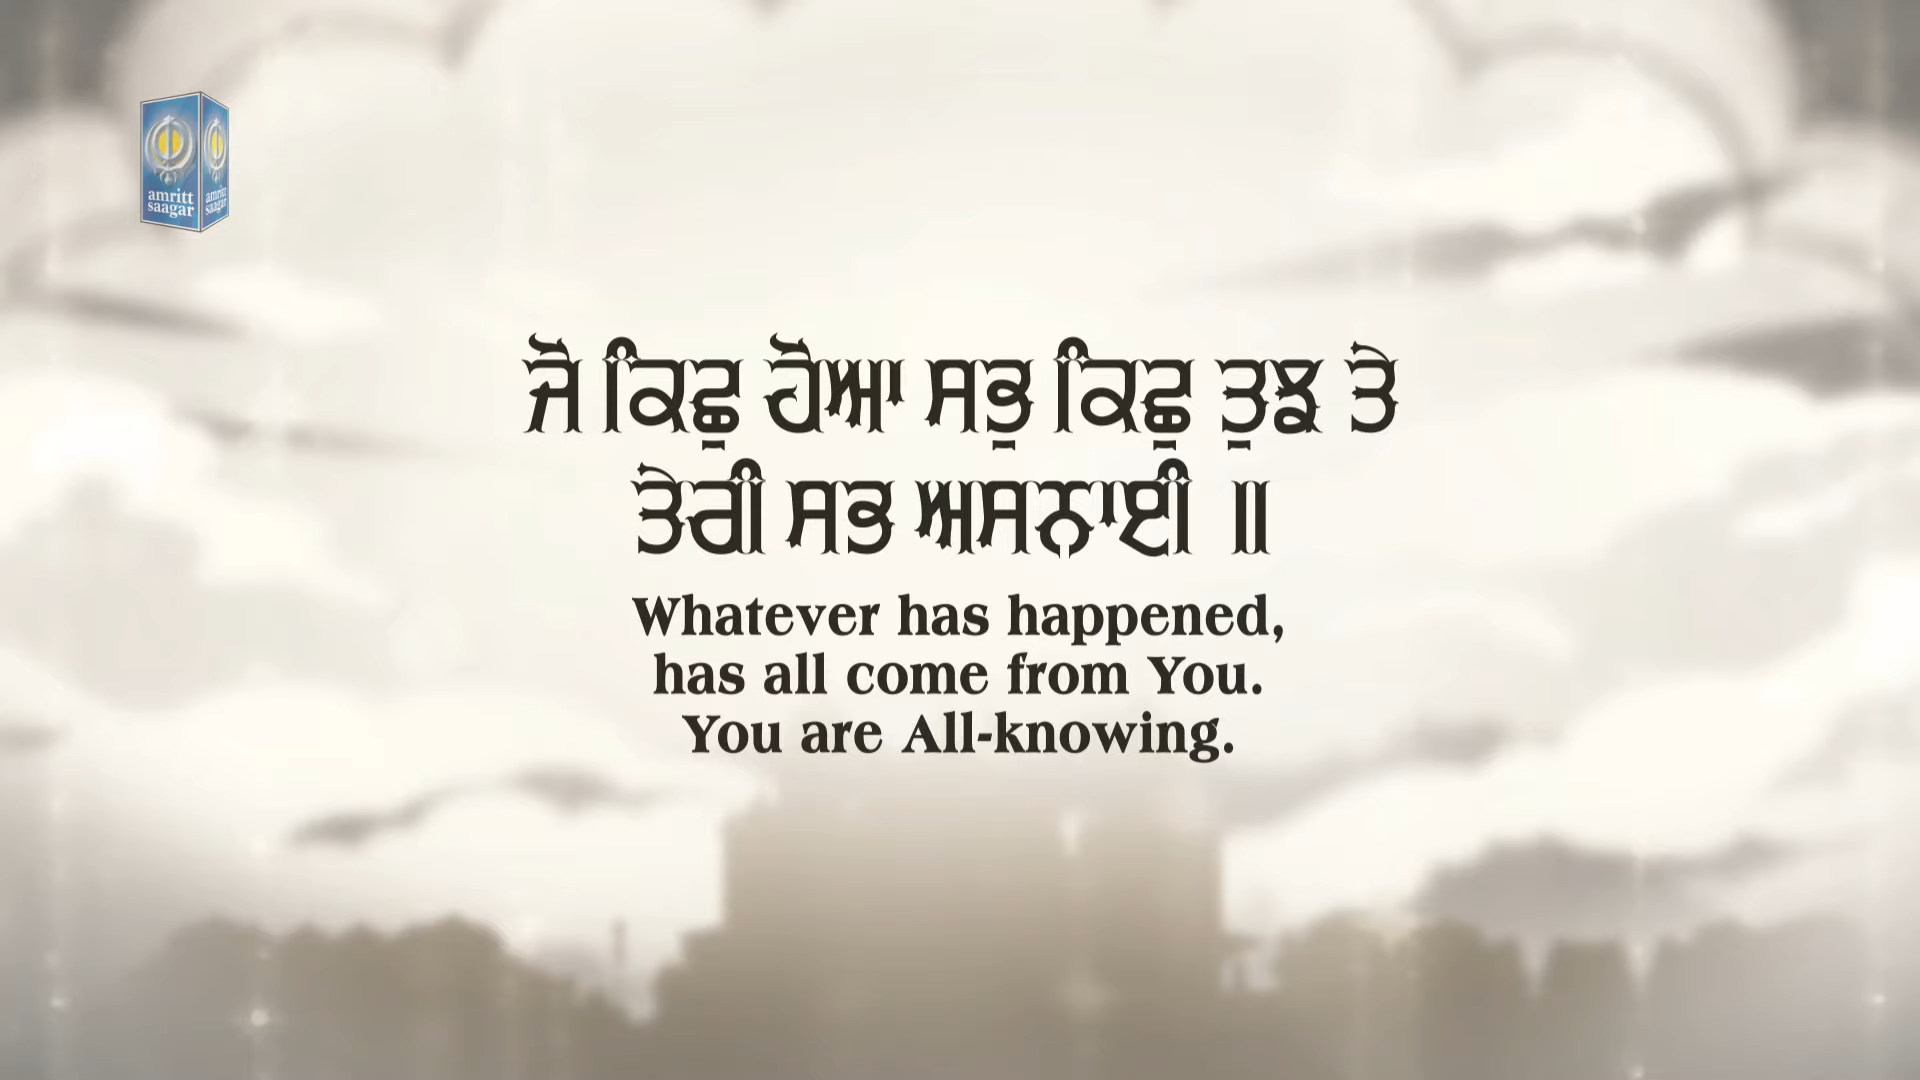 amritt
saagar
amritt
saagar
ਜੋ ਕਿਛੁ ਹੋਆ ਸਭੁ ਕਿਛੁ ਤੁਝ ਤੇ
ਤੇਰੀ ਸਭ ਅਸਨਾਈ ॥
Whatever has happened,
has all come from You.
You are All-knowing.